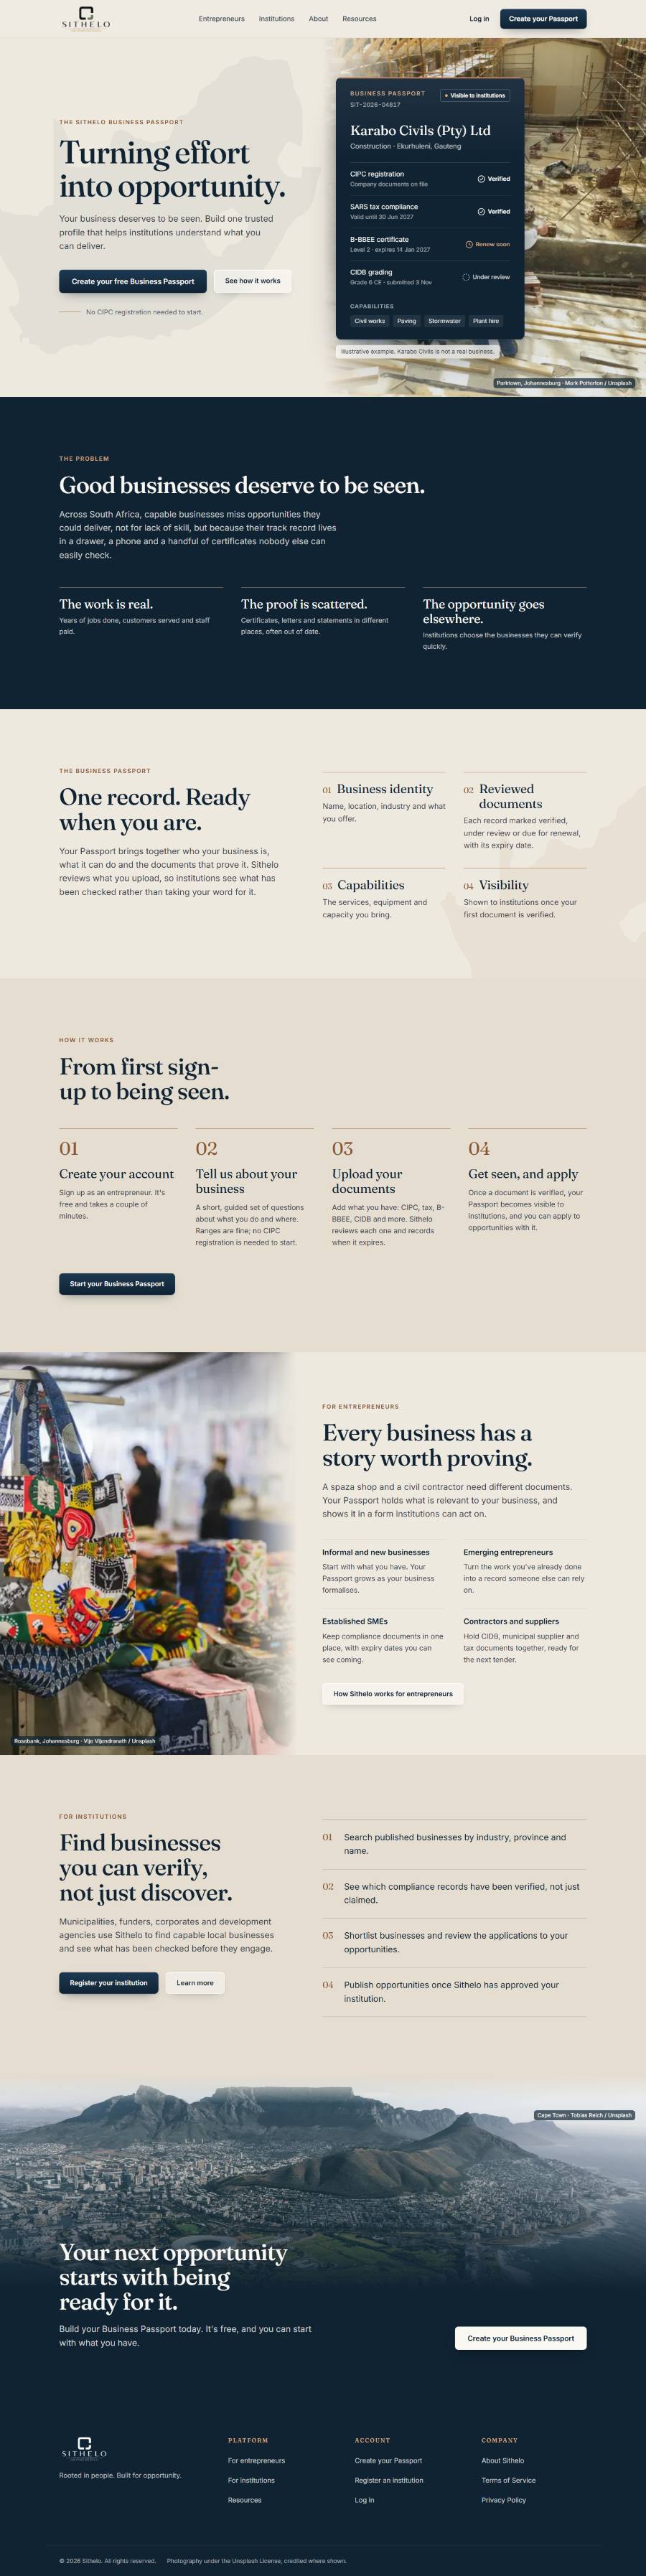 SITHELO
Entrepreneurs
Institutions
About
Resources
Log in
Create your Passport
THE SITHELO BUSINESS PASSPORT
Turning effort
into opportunity.
Your business deserves to be seen. Build one trusted
profile that helps institutions understand what you
can deliver.
Create your free Business Passport
See how it works
No CIPC registration needed to start.
BUSINESS PASSPORT
SIT-2026-04817
Visible to institutions
Karabo Civils (Pty) Ltd
Construction · Ekurhuleni, Gauteng
CIPC registration
Company documents on file
Verified
SARS tax compliance
Valid until 30 Jun 2027
Verified
B-BBEE certificate
Level 2 · expires 14 Jan 2027
Renew soon
CIDB grading
Grade 6 CE · submitted 3 Nov
Under review
CAPABILITIES
Civil works
Paving
Stormwater
Plant hire
Illustrative example. Karabo Civils is not a real business.
Parktown, Johannesburg · Mark Potterton / Unsplash
THE PROBLEM
Good businesses deserve to be seen.
Across South Africa, capable businesses miss opportunities they
could deliver, not for lack of skill, but because their track record lives
in a drawer, a phone and a handful of certificates nobody else can
easily check.
The work is real.
Years of jobs done, customers served and staff
paid.
The proof is scattered.
Certificates, letters and statements in different
places, often out of date.
The opportunity goes
elsewhere.
Institutions choose the businesses they can verify
quickly.
THE BUSINESS PASSPORT
One record. Ready
when you are.
Your Passport brings together who your business is,
what it can do and the documents that prove it. Sithelo
reviews what you upload, so institutions see what has
been checked rather than taking your word for it.
01 Business identity
Name, location, industry and what
you offer.
02 Reviewed
documents
Each record marked verified,
under review or due for renewal,
with its expiry date.
03 Capabilities
The services, equipment and
capacity you bring.
04 Visibility
Shown to institutions once your
first document is verified.
HOW IT WORKS
From first sign-
up to being seen.
01
Create your account
Sign up as an entrepreneur. It's
free and takes a couple of
minutes.
02
Tell us about your
business
A short, guided set of questions
about what you do and where.
Ranges are fine; no CIPC
registration is needed to start.
03
Upload your
documents
Add what you have: CIPC, tax, B-
BBEE, CIDB and more. Sithelo
reviews each one and records
when it expires.
04
Get seen, and apply
Once a document is verified, your
Passport becomes visible to
institutions, and you can apply to
opportunities with it.
Start your Business Passport
FOR ENTREPRENEURS
Every business has a
story worth proving.
A spaza shop and a civil contractor need different documents.
Your Passport holds what is relevant to your business, and
shows it in a form institutions can act on.
Informal and new businesses
Start with what you have. Your
Passport grows as your business
formalises.
Emerging entrepreneurs
Turn the work you've already done
into a record someone else can rely
on.
Established SMEs
Keep compliance documents in one
place, with expiry dates you can
see coming.
Contractors and suppliers
Hold CIDB, municipal supplier and
tax documents together, ready for
the next tender.
How Sithelo works for entrepreneurs
Rosebank, Johannesburg · Vije Vijendranath / Unsplash
FOR INSTITUTIONS
Find businesses
you can verify,
not just discover.
Municipalities, funders, corporates and development
agencies use Sithelo to find capable local businesses
and see what has been checked before they engage.
Register your institution
Learn more
01 Search published businesses by industry, province and
name.
02 See which compliance records have been verified, not just
claimed.
03 Shortlist businesses and review the applications to your
opportunities.
04 Publish opportunities once Sithelo has approved your
institution.
Cape Town · Tobias Reich / Unsplash
Your next opportunity
starts with being
ready for it.
Build your Business Passport today. It's free, and you can start
with what you have.
Create your Business Passport
SITHELO
Rooted in people. Built for opportunity.
PLATFORM
For entrepreneurs
For institutions
Resources
ACCOUNT
Create your Passport
Register an institution
Log in
COMPANY
About Sithelo
Terms of Service
Privacy Policy
© 2026 Sithelo. All rights reserved.
Photography under the Unsplash License, credited where shown.